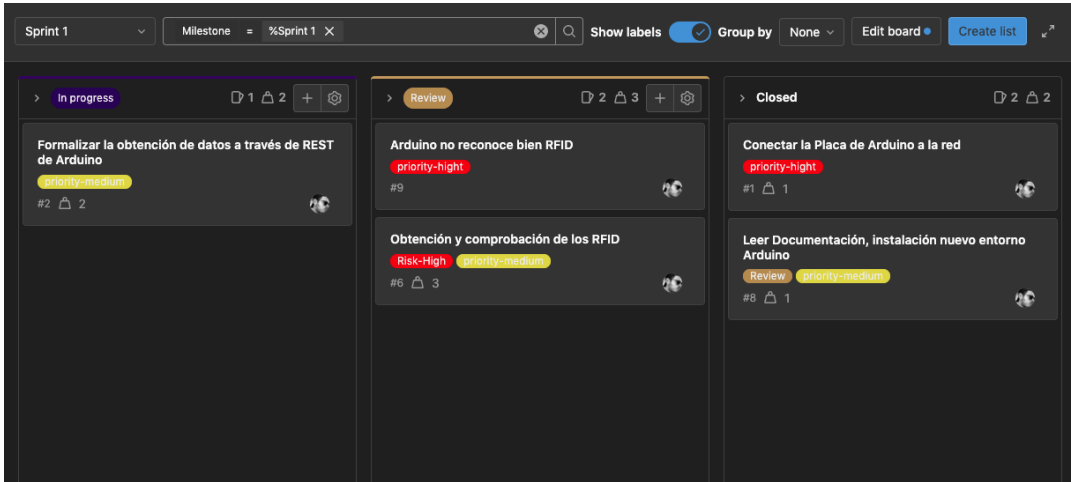 Sprint 1
Milestone = %Sprint 1
Show labels
Group by
None
Edit board
Create list
In progress
1 2
Formalizar la obtención de datos a través de REST
de Arduino
priority-medium
#2 2
Review
2 3
Arduino no reconoce bien RFID
priority-hight
#9
Obtención y comprobación de los RFID
Risk-High priority-medium
#6 3
Closed
2 2
Conectar la Placa de Arduino a la red
priority-hight
#1 1
Leer Documentación, instalación nuevo entorno
Arduino
Review priority-medium
#8 1